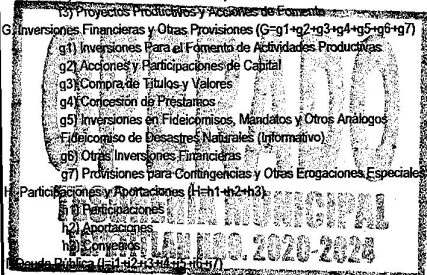 f3) Proyectos Productivos y Acciones de Fomento
G. Inversiones Financieras y Otras Provisiones (G=g1+g2+g3+g4+g5+g6+g7)
g1) Inversiones Para el Fomento de Actividades Productivas
g2) Acciones y Participaciones de Capital
g3) Compra de Títulos y Valores
g4) Concesión de Préstamos
g5) Inversiones en Fideicomisos, Mandatos y Otros Análogos
Fideicomiso de Desastres Naturales (Informativo)
g6) Otras Inversiones Financieras
g7) Provisiones para Contingencias y Otras Erogaciones Especiales
H. Participaciones y Aportaciones (H=h1+h2+h3)
h1) Participaciones
h2) Aportaciones
h3) Convenios
I. Deuda Pública (I=i1+i2+i3+i4+i5+i6+i7)
MUNICIPAL
2020-2024